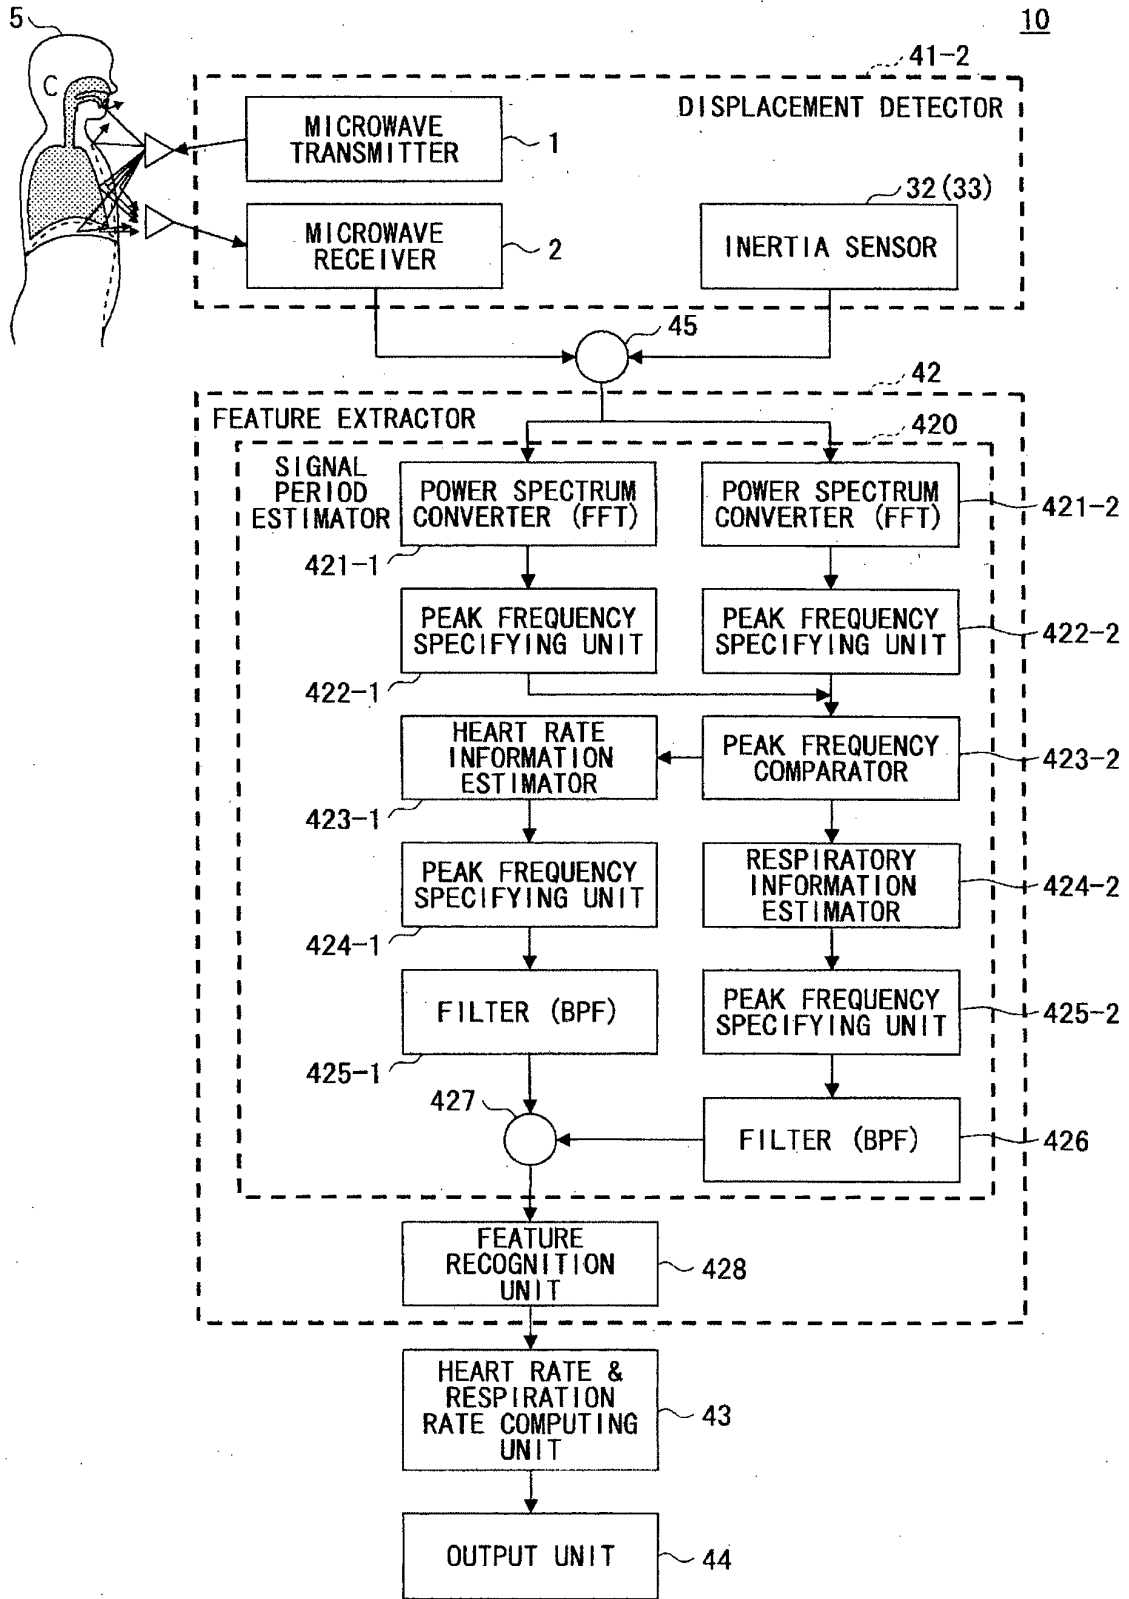 5
10
41-2
DISPLACEMENT DETECTOR
MICROWAVE
TRANSMITTER
1
32(33)
MICROWAVE
RECEIVER
2
INERTIA SENSOR
45
42
FEATURE EXTRACTOR
420
SIGNAL
PERIOD
ESTIMATOR
POWER SPECTRUM
CONVERTER (FFT)
421-1
POWER SPECTRUM
CONVERTER (FFT)
421-2
PEAK FREQUENCY
SPECIFYING UNIT
422-1
PEAK FREQUENCY
SPECIFYING UNIT
422-2
HEART RATE
INFORMATION
ESTIMATOR
423-1
PEAK FREQUENCY
COMPARATOR
423-2
PEAK FREQUENCY
SPECIFYING UNIT
424-1
RESPIRATORY
INFORMATION
ESTIMATOR
424-2
FILTER (BPF)
425-1
PEAK FREQUENCY
SPECIFYING UNIT
425-2
427
FILTER (BPF)
426
FEATURE
RECOGNITION
UNIT
428
HEART RATE &
RESPIRATION
RATE COMPUTING
UNIT
43
OUTPUT UNIT
44